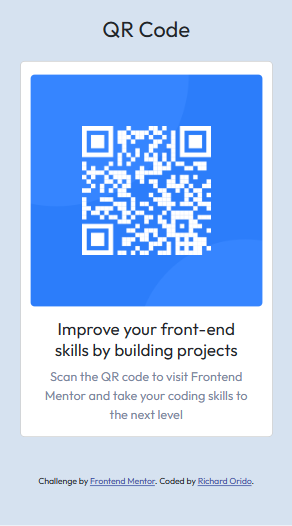 QR Code
Improve your front-end
skills by building projects
Scan the QR code to visit Frontend
Mentor and take your coding skills to
the next level
Challenge by Frontend Mentor. Coded by Richard Orido.